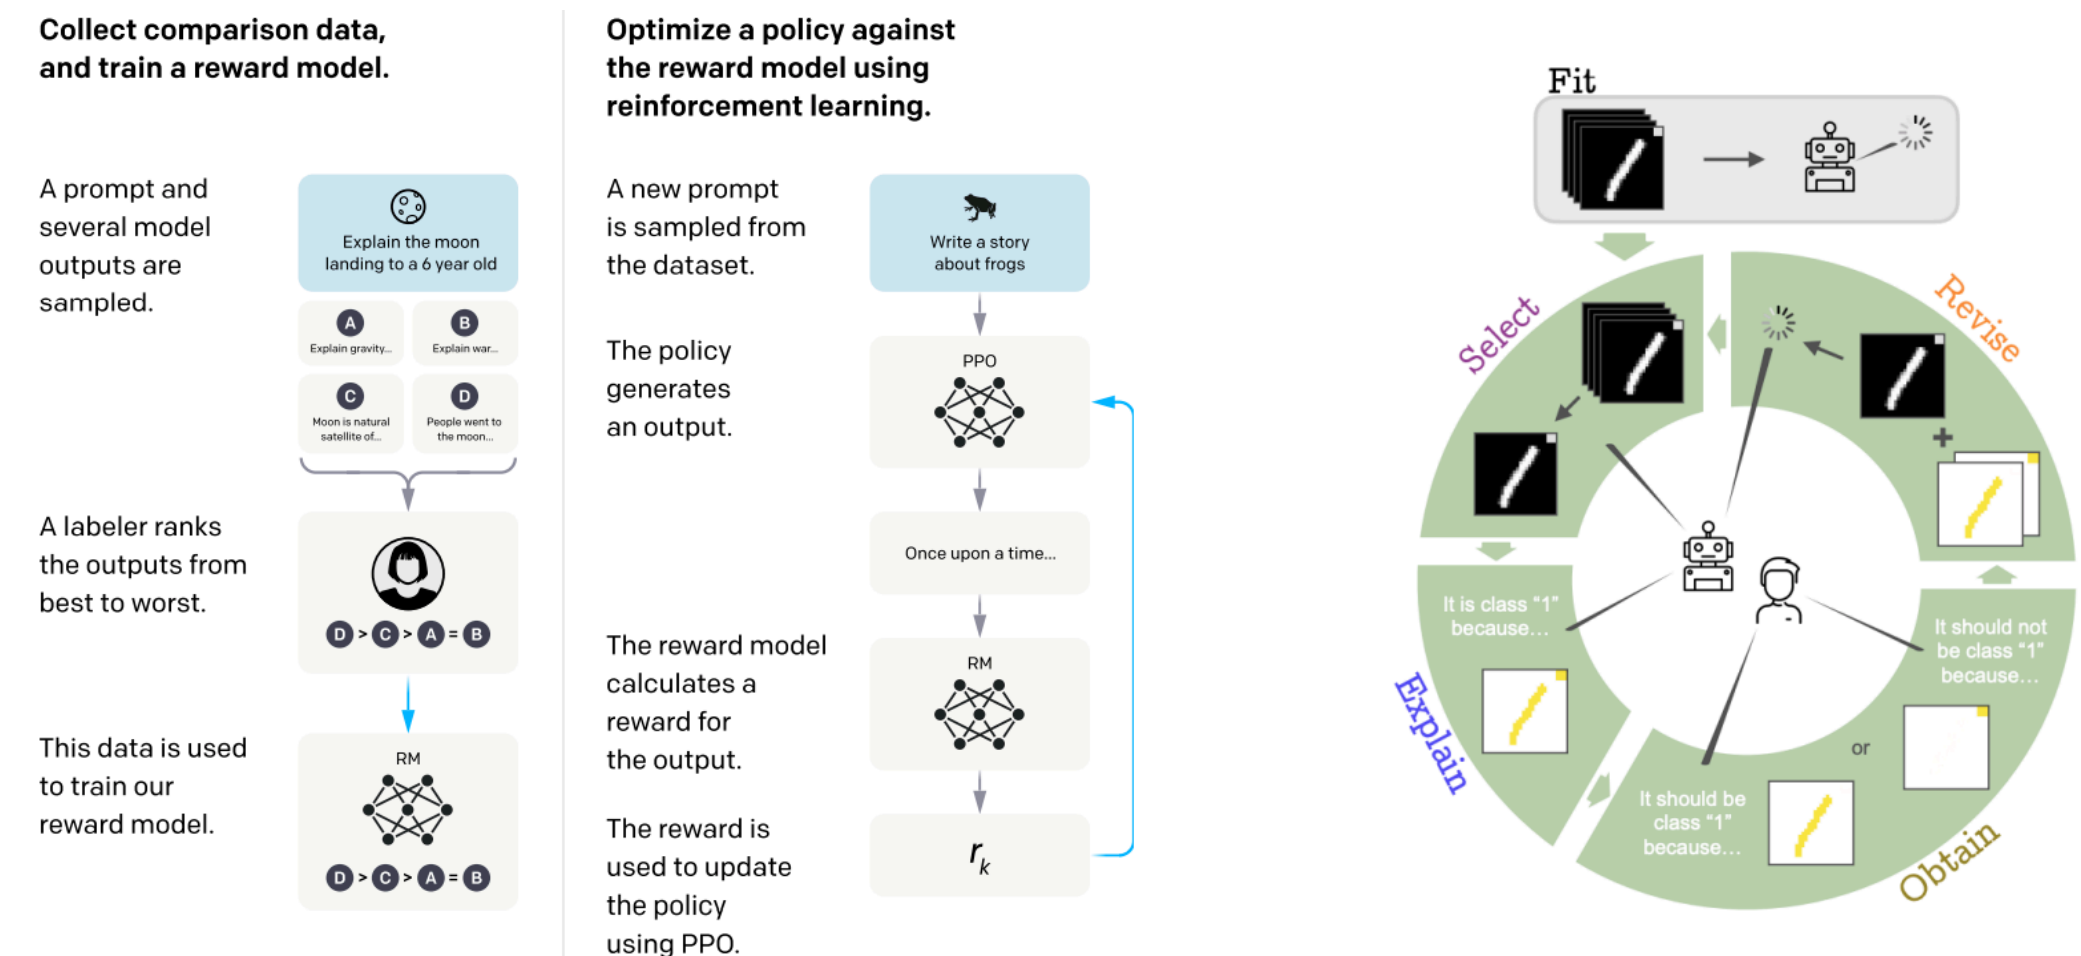 Collect comparison data,
and train a reward model.
A prompt and
several model
outputs are
sampled.
Explain the moon
landing to a 6 year old
A
Explain gravity...
B
Explain war...
C
Moon is natural
satellite of...
D
People went to
the moon...
A labeler ranks
the outputs from
best to worst.
D > C > A = B
This data is used
to train our
reward model.
RM
D > C > A = B
Optimize a policy against
the reward model using
reinforcement learning.
A new prompt
is sampled from
the dataset.
Write a story
about frogs
The policy
generates
an output.
PPO
Once upon a time...
The reward model
calculates a
reward for
the output.
RM
The reward is
used to update
the policy
using PPO.
rk
Fit
Select
Revise
It is class “1”
because...
Explain
It should be
class “1”
because...
or
It should not
be class “1”
because...
Obtain